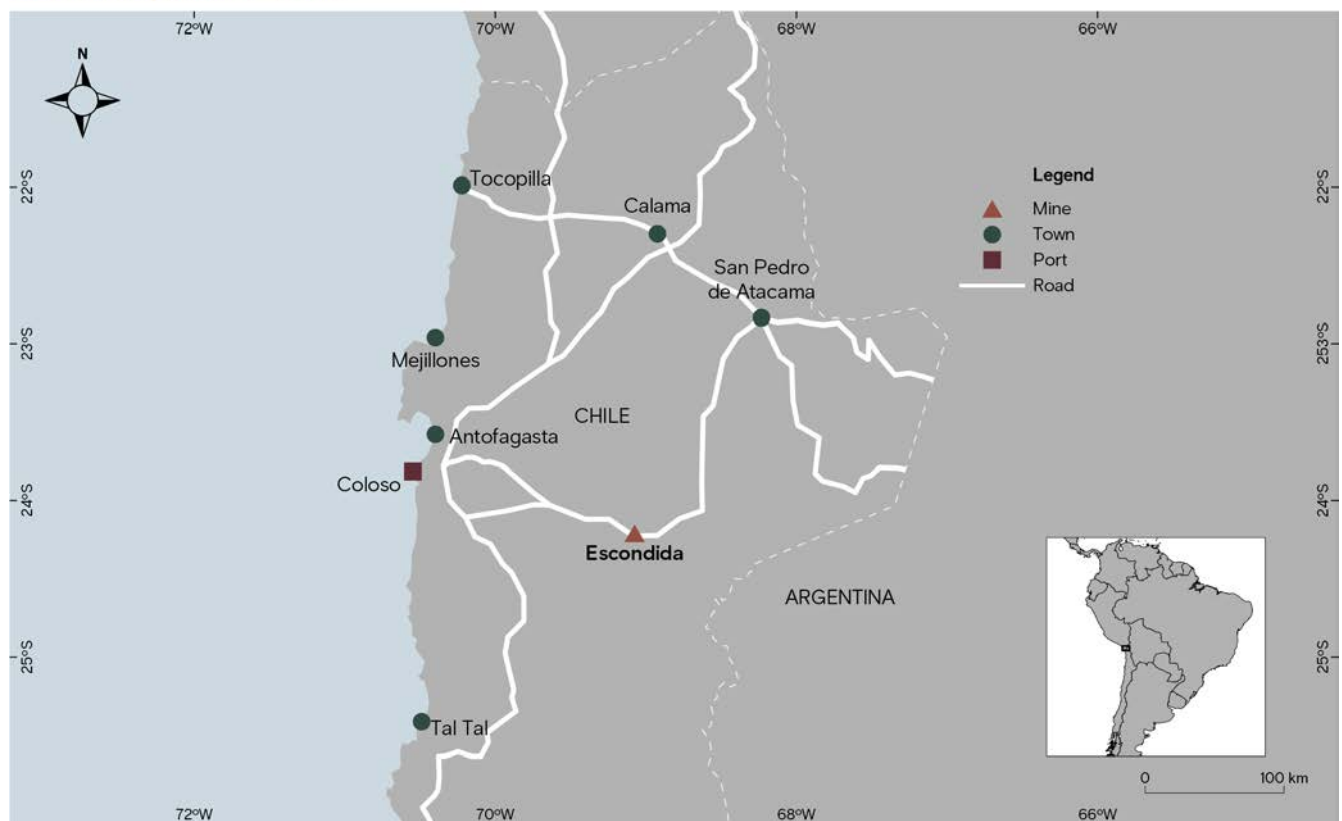 72ºW
70ºW
68ºW
66ºW
N
22ºS
Tocopilla
Calama
Legend
Mine
Town
Port
Road
22ºS
San Pedro
de Atacama
23ºS
Mejillones
253ºS
CHILE
Antofagasta
Coloso
24ºS
24ºS
Escondida
ARGENTINA
25ºS
25ºS
Tal Tal
0
100 km
72ºW
70ºW
68ºW
66ºW